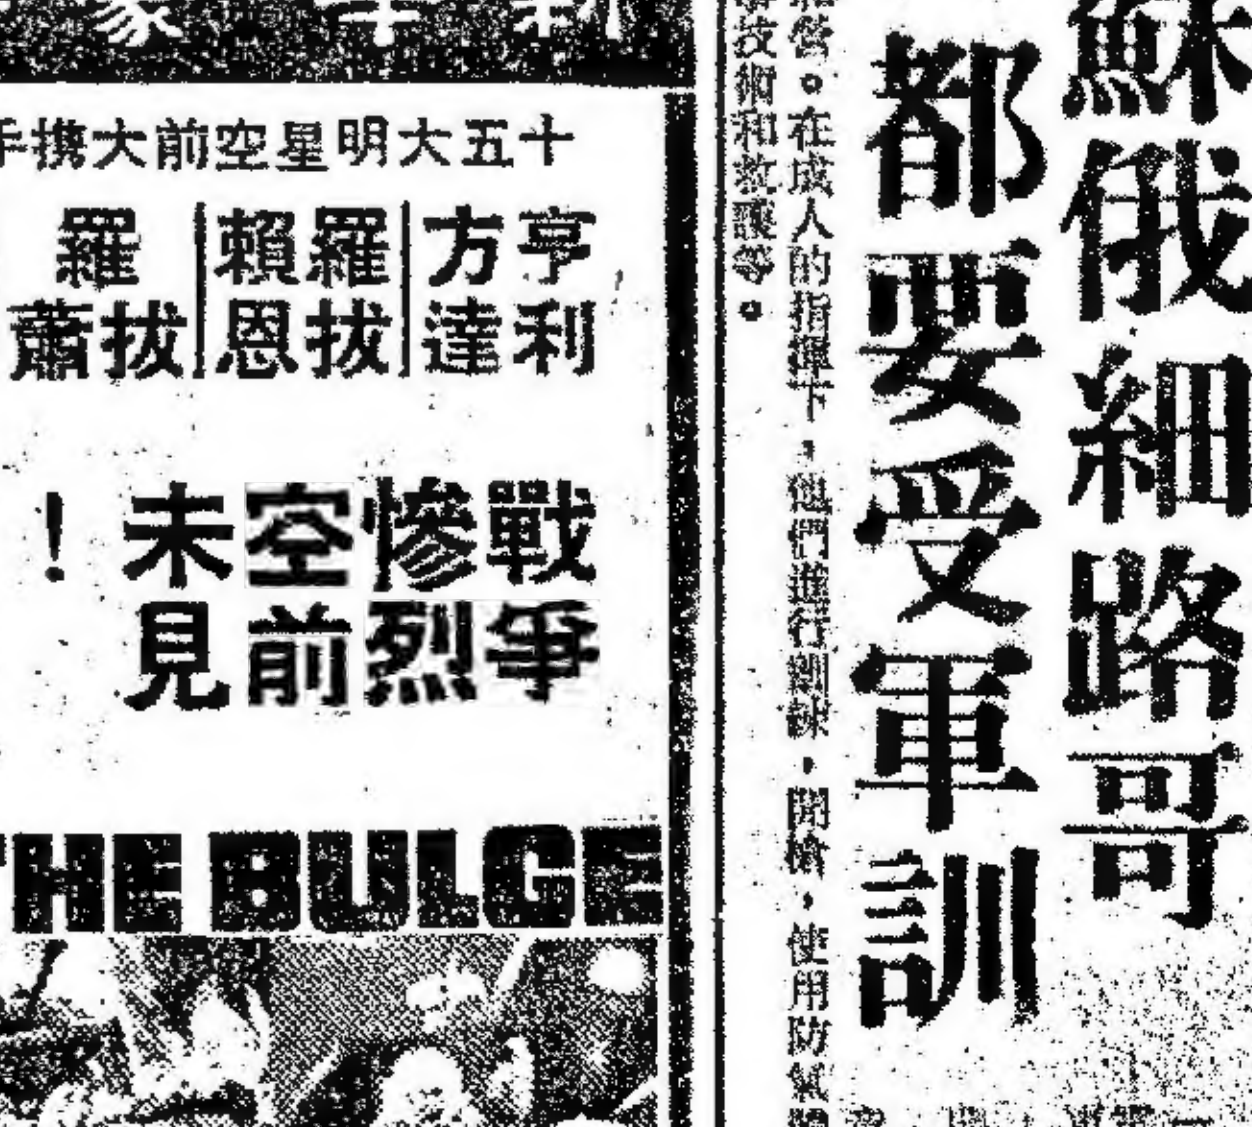 蘇俄細路哥
都要受軍訓
營。在成人的指揮下，他們進行訓練，開槍，使用防氣
技術和救護等。
十五大明星空前大携手
亨利方達
羅拔賴恩
羅拔蕭
戰爭慘烈空前未見！
THE BULGE